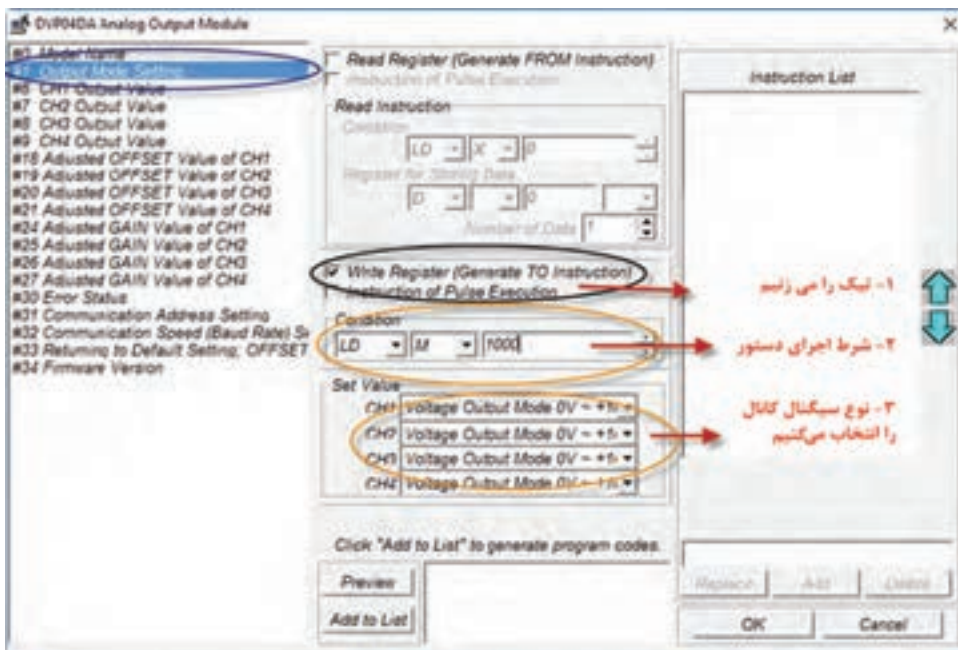 DVP04DA Analog Output Module
#0 Model Name
#1 Output Mode Setting
#6 CH1 Output Value
#7 CH2 Output Value
#8 CH3 Output Value
#9 CH4 Output Value
#18 Adjusted OFFSET Value of CH1
#19 Adjusted OFFSET Value of CH2
#20 Adjusted OFFSET Value of CH3
#21 Adjusted OFFSET Value of CH4
#24 Adjusted GAIN Value of CH1
#25 Adjusted GAIN Value of CH2
#26 Adjusted GAIN Value of CH3
#27 Adjusted GAIN Value of CH4
#30 Error Status
#31 Communication Address Setting
#32 Communication Speed (Baud Rate) Se
#33 Returning to Default Setting; OFFSET
#34 Firmware Version
Read Register (Generate FROM Instruction)
Instruction of Pulse Execution
Read Instruction
Condition
LD X 0
Register for Storing Data
D 0
Number of Data 1
Write Register (Generate TO Instruction)
Instruction of Pulse Execution
Condition
LD M 1000
Set Value
CH1 Voltage Output Mode 0V ~ +1
CH2 Voltage Output Mode 0V ~ +1
CH3 Voltage Output Mode 0V ~ +1
CH4 Voltage Output Mode 0V ~ +1
Click "Add to List" to generate program codes.
Preview
Add to List
Instruction List
۱- تیک را می زنیم
۲- شرط اجرای دستور
۳- نوع سیگنال کانال
را انتخاب می‌کنیم
Replace Add Delete
OK Cancel